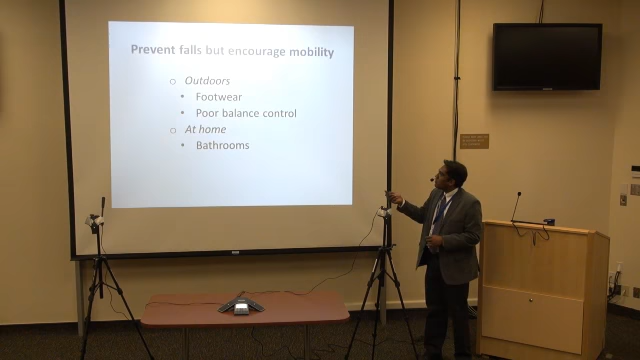 Prevent falls but encourage mobility
Outdoors
Footwear
Poor balance control
At home
Bathrooms